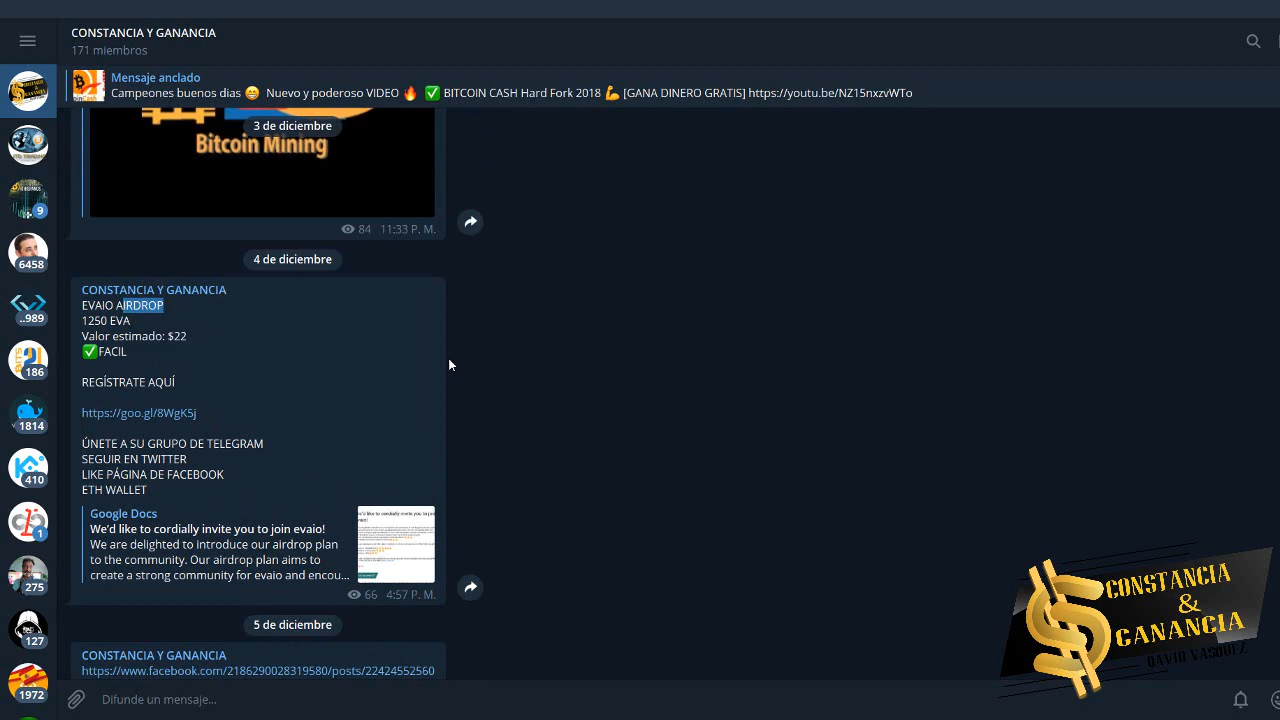 CONSTANCIA Y GANANCIA
171 miembros
Mensaje anclado
Campeones buenos dias 😁 Nuevo y poderoso VIDEO 🔥 ✅ BITCOIN CASH Hard Fork 2018 💪 [GANA DINERO GRATIS] https://youtu.be/NZ15nxzvWTo
3 de diciembre
Bitcoin Mining
84 11:33 P. M.
4 de diciembre
CONSTANCIA Y GANANCIA
EVAIO AIRDROP
1250 EVA
Valor estimado: $22
✅FACIL
REGÍSTRATE AQUÍ
https://goo.gl/8WgK5j
ÚNETE A SU GRUPO DE TELEGRAM
SEGUIR EN TWITTER
LIKE PÁGINA DE FACEBOOK
ETH WALLET
Google Docs
We'd like to cordially invite you to join evaio!
We are pleased to introduce our airdrop plan
to our community. Our airdrop plan aims to
create a strong community for evaio and encou...
66 4:57 P. M.
5 de diciembre
CONSTANCIA Y GANANCIA
https://www.facebook.com/2186290028319580/posts/22424552560
Difunde un mensaje...
9
6458
..989
186
1814
410
1
275
127
1972
CONSTANCIA
&
GANANCIA
DAVID VASQUEZ